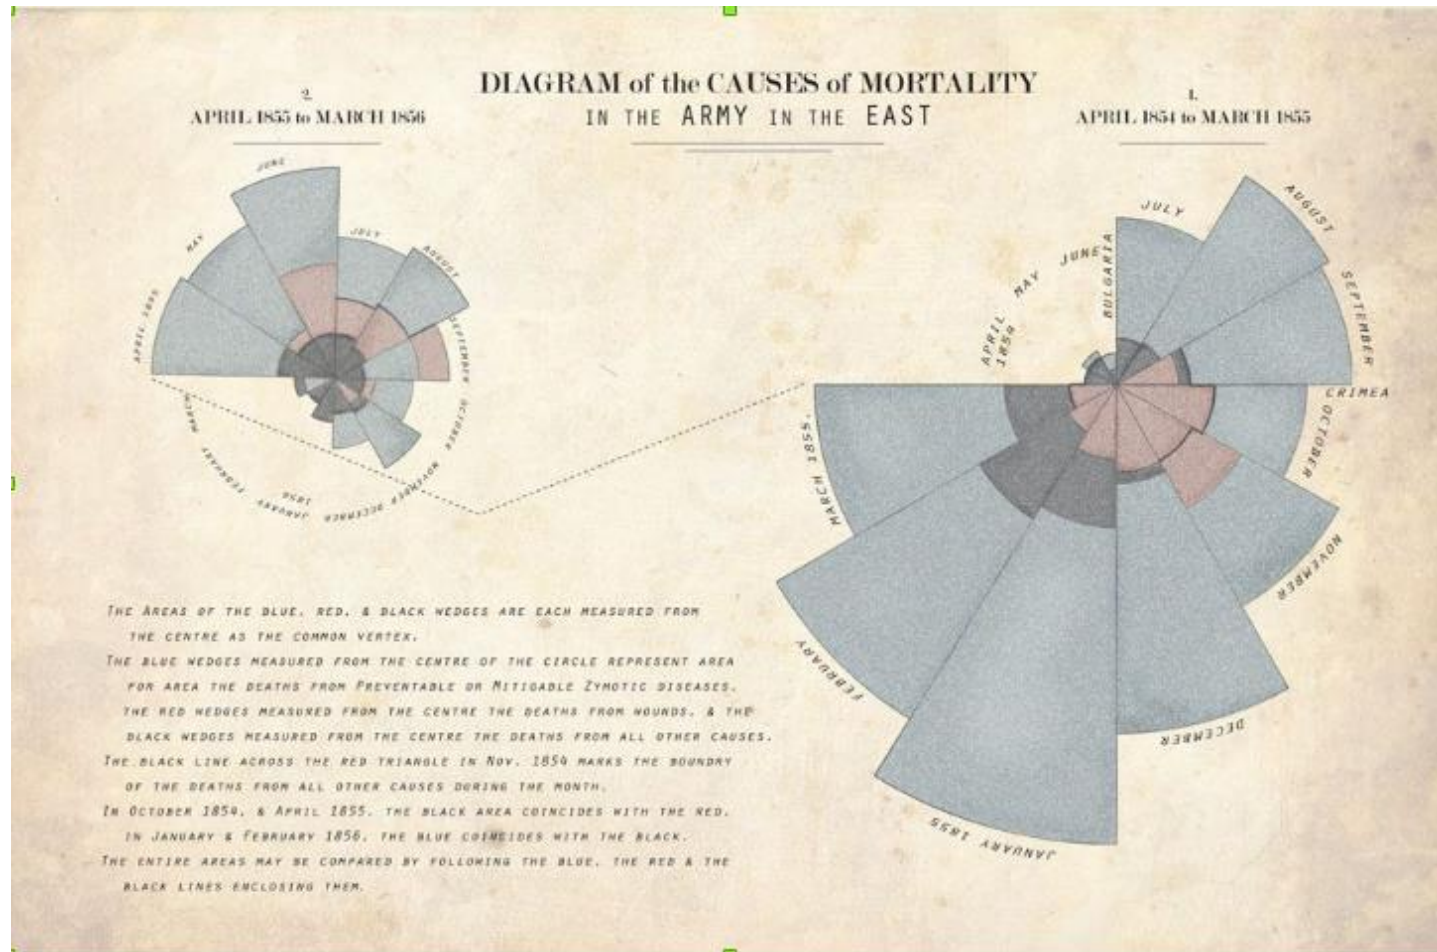 DIAGRAM of the CAUSES of MORTALITY
IN THE ARMY IN THE EAST
2.
APRIL 1855 to MARCH 1856
1.
APRIL 1854 to MARCH 1855
APRIL 1855
MAY
JUNE
JULY
AUGUST
SEPTEMBER
OCTOBER
NOVEMBER
DECEMBER
JANUARY
1856
FEBRUARY
MARCH
APRIL
1854
MAY
JUNE
BULGARIA
JULY
AUGUST
SEPTEMBER
CRIMEA
OCTOBER
NOVEMBER
DECEMBER
JANUARY 1855
FEBRUARY
MARCH 1855.
THE AREAS OF THE BLUE, RED, & BLACK WEDGES ARE EACH MEASURED FROM
THE CENTRE AS THE COMMON VERTEX.
THE BLUE WEDGES MEASURED FROM THE CENTRE OF THE CIRCLE REPRESENT AREA
FOR AREA THE DEATHS FROM PREVENTABLE OR MITIGABLE ZYMOTIC DISEASES,
THE RED WEDGES MEASURED FROM THE CENTRE THE DEATHS FROM WOUNDS, & THE
BLACK WEDGES MEASURED FROM THE CENTRE THE DEATHS FROM ALL OTHER CAUSES.
THE BLACK LINE ACROSS THE RED TRIANGLE IN NOV. 1854 MARKS THE BOUNDRY
OF THE DEATHS FROM ALL OTHER CAUSES DURING THE MONTH.
IN OCTOBER 1854, & APRIL 1855, THE BLACK AREA COINCIDES WITH THE RED,
IN JANUARY & FEBRUARY 1856, THE BLUE COINCIDES WITH THE BLACK.
THE ENTIRE AREAS MAY BE COMPARED BY FOLLOWING THE BLUE, THE RED & THE
BLACK LINES ENCLOSING THEM.